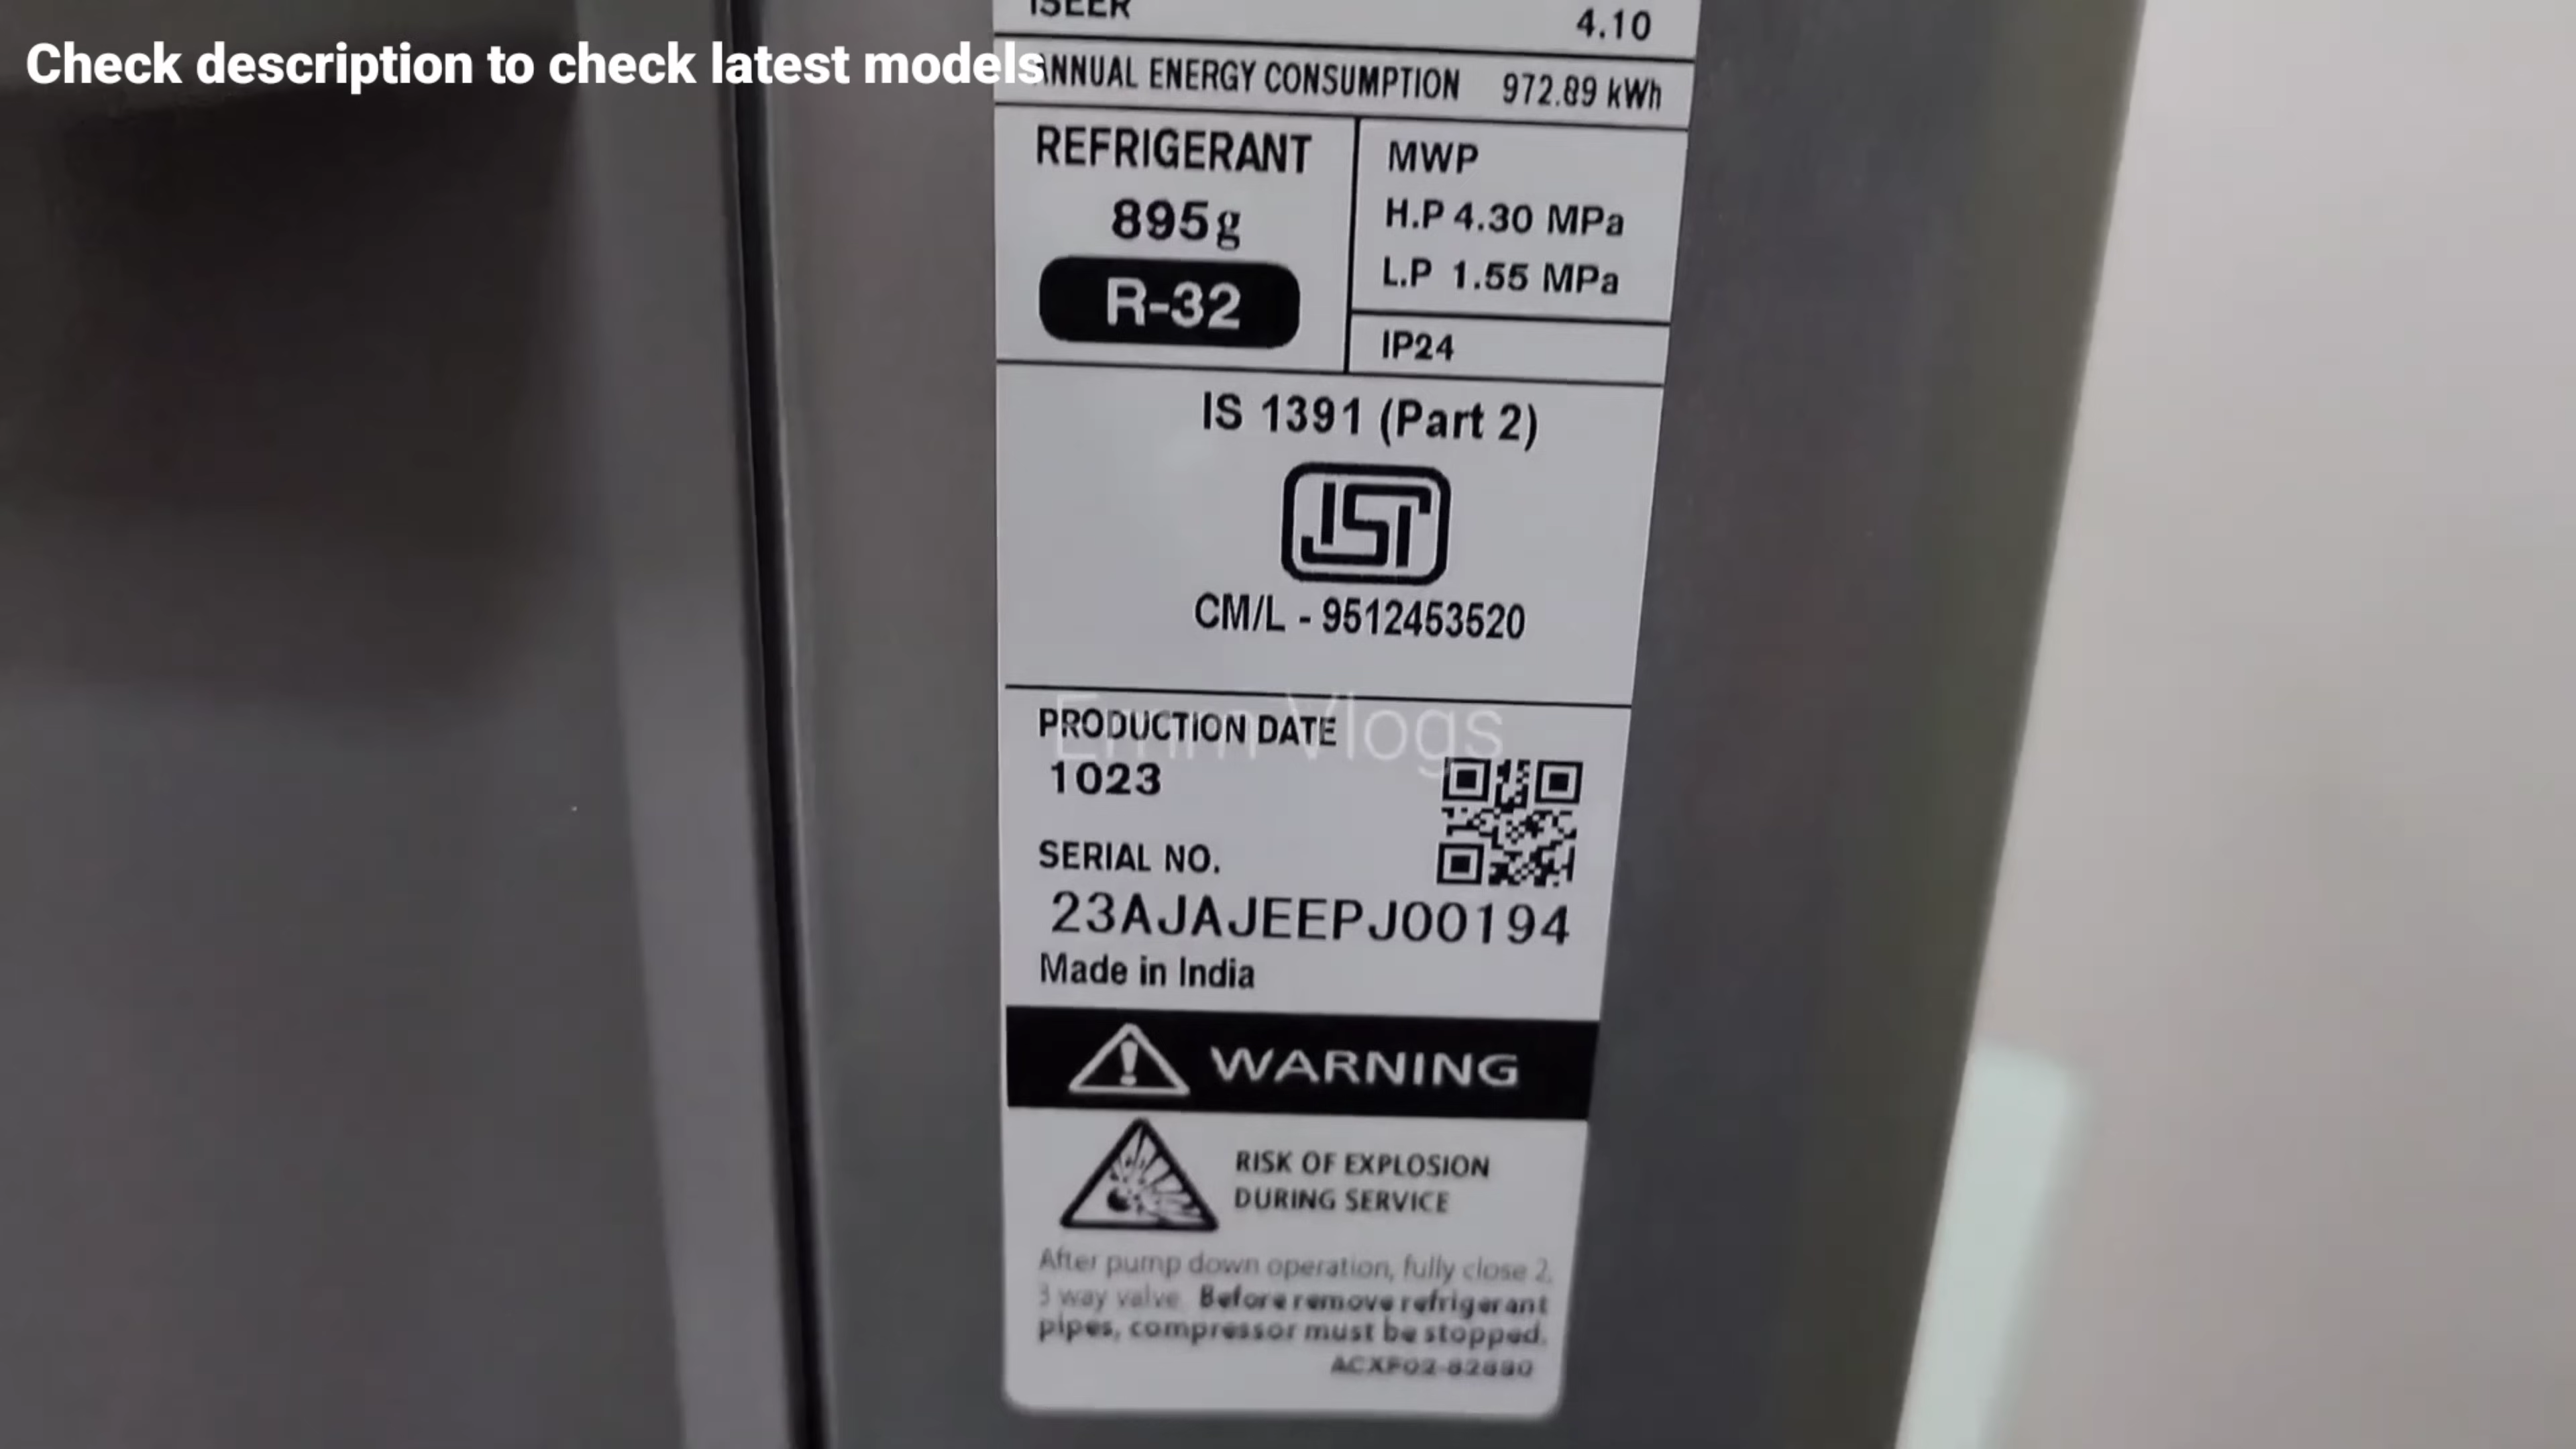 Check description to check latest models
ISEER 4.10
ANNUAL ENERGY CONSUMPTION 972.89 kWh
REFRIGERANT
895g
R-32
MWP
H.P 4.30 MPa
L.P 1.55 MPa
IP24
IS 1391 (Part 2)
ISI
CM/L - 9512453520
Emm Vlogs
PRODUCTION DATE
1023
SERIAL NO.
23AJAJEEPJ00194
Made in India
WARNING
RISK OF EXPLOSION
DURING SERVICE
After pump down operation, fully close 2,
3 way valve. Before remove refrigerant
pipes, compressor must be stopped.